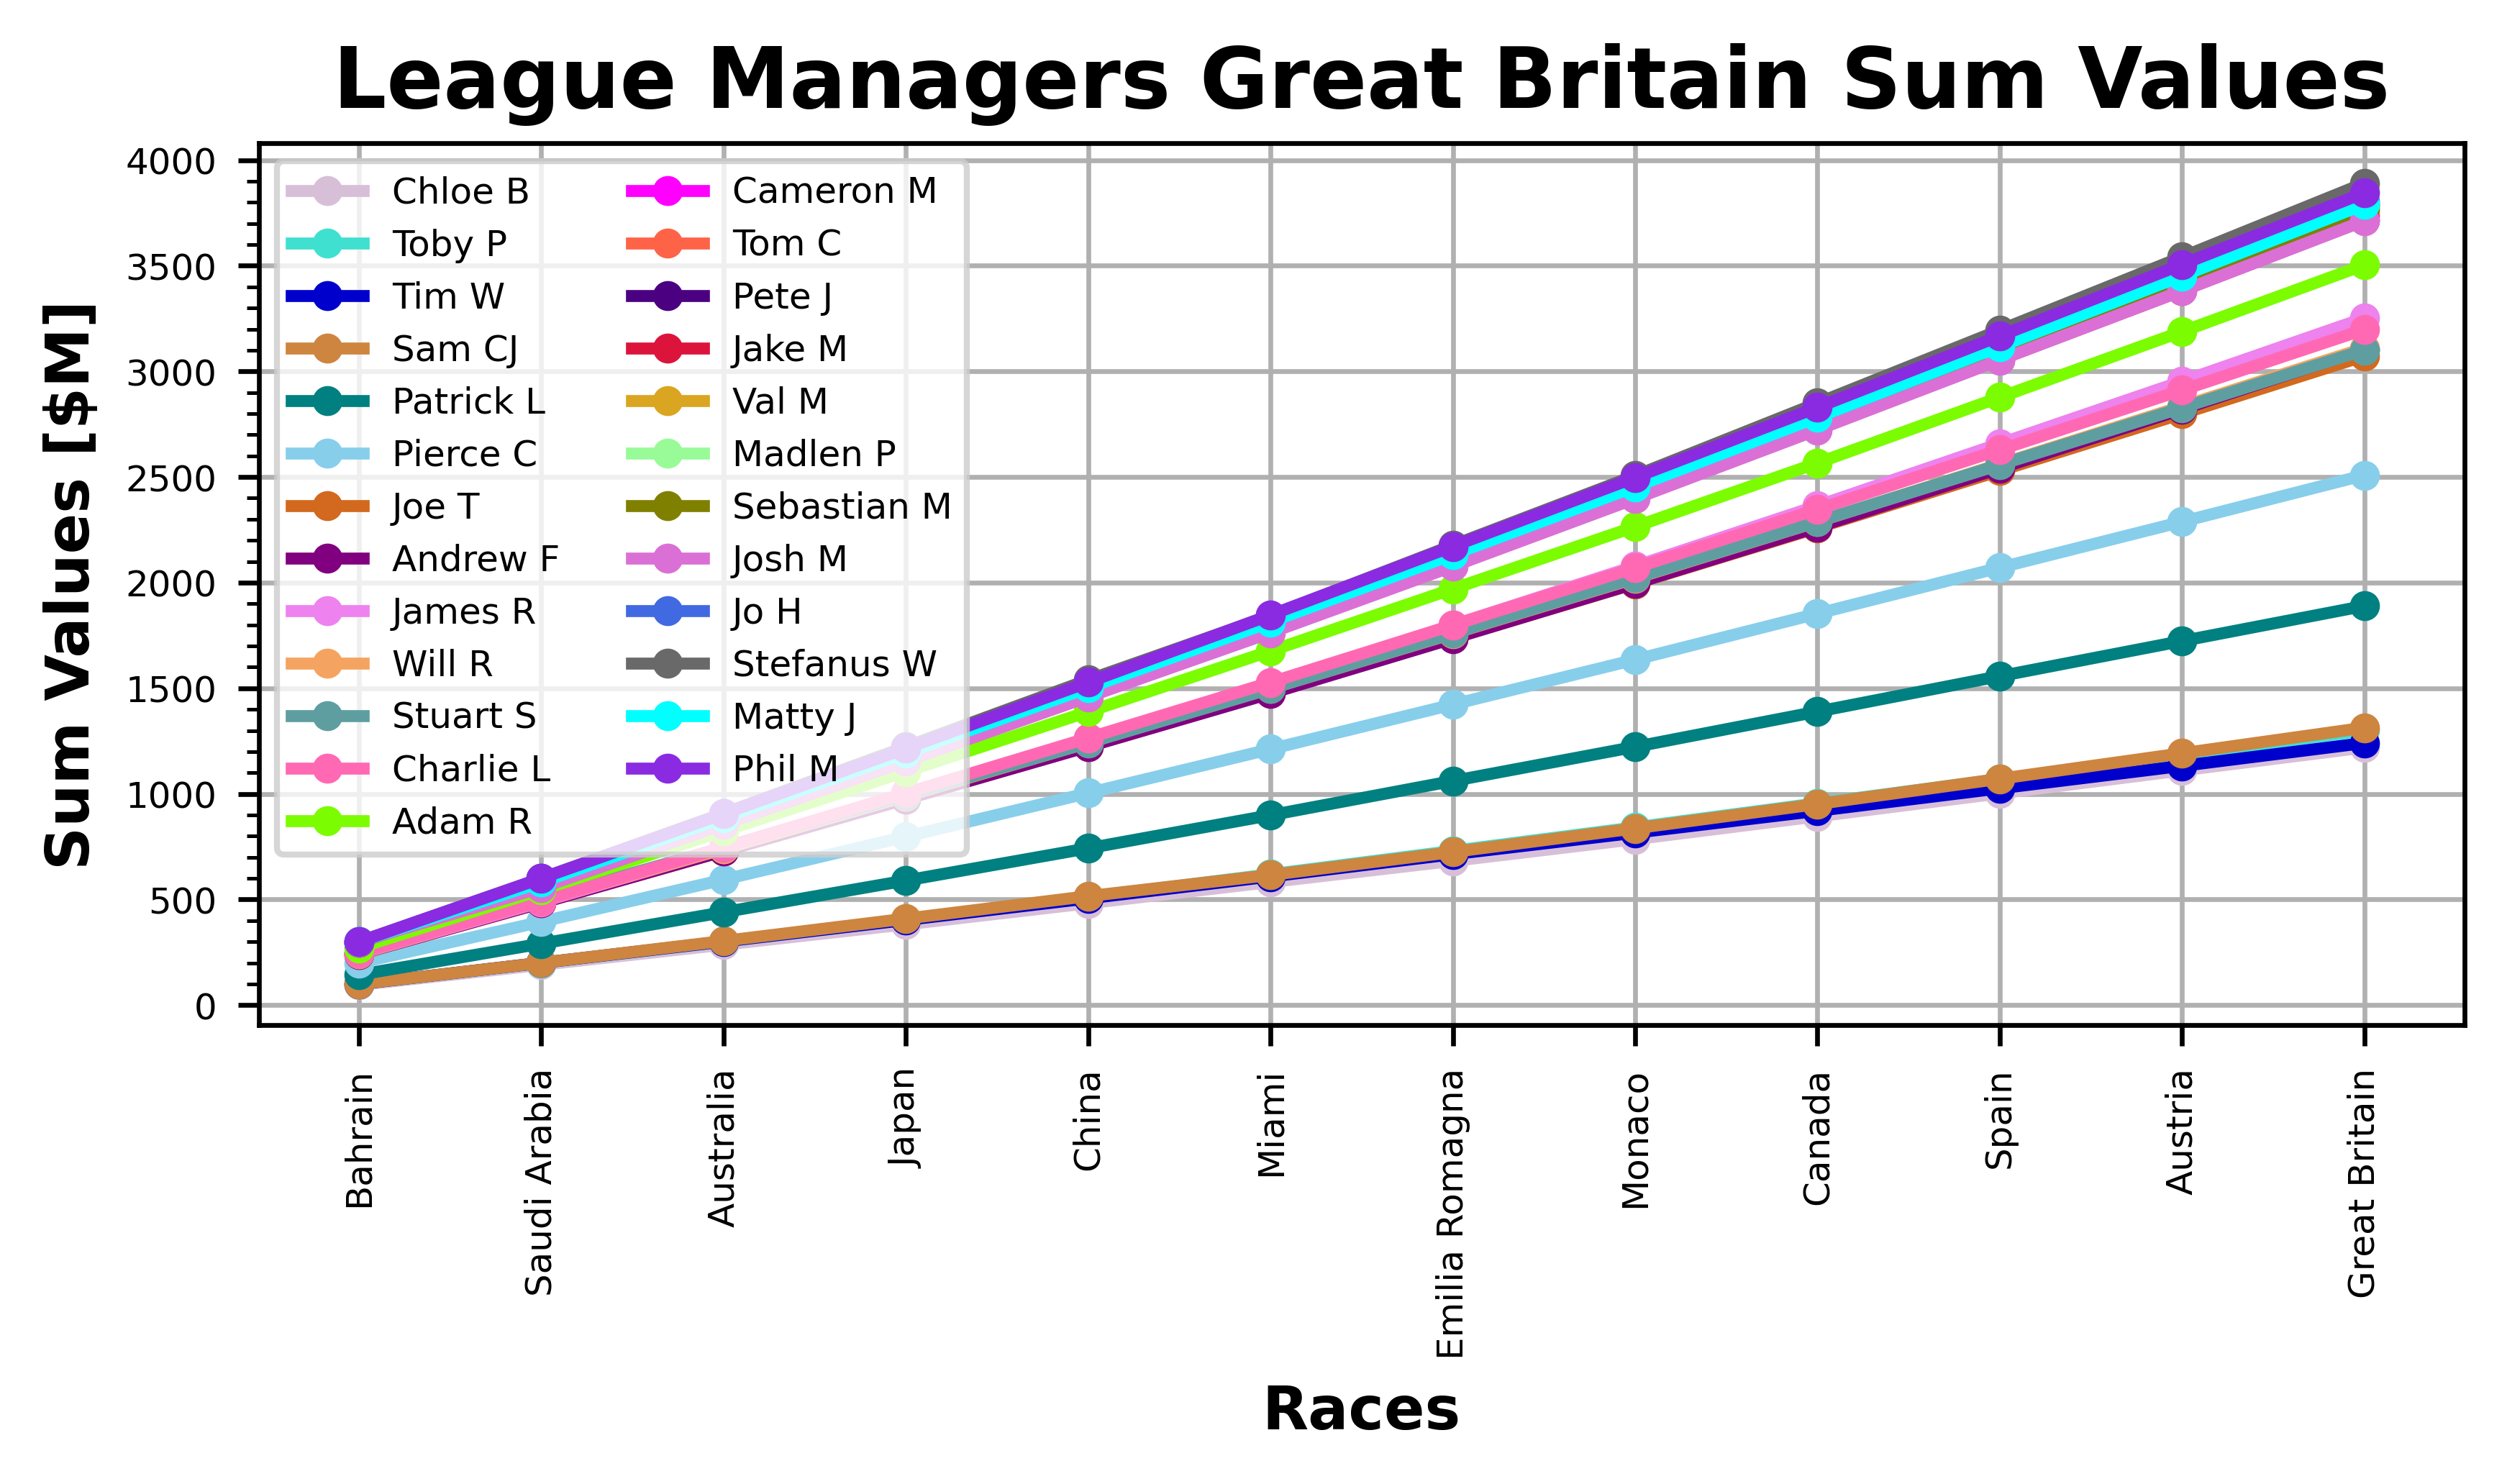 League Managers Great Britain Sum Values
Sum Values [$M]
4000
3500
3000
2500
2000
1500
1000
500
0
Chloe B
Toby P
Tim W
Sam CJ
Patrick L
Pierce C
Joe T
Andrew F
James R
Will R
Stuart S
Charlie L
Adam R
Cameron M
Tom C
Pete J
Jake M
Val M
Madlen P
Sebastian M
Josh M
Jo H
Stefanus W
Matty J
Phil M
Bahrain
Saudi Arabia
Australia
Japan
China
Miami
Emilia Romagna
Monaco
Canada
Spain
Austria
Great Britain
Races